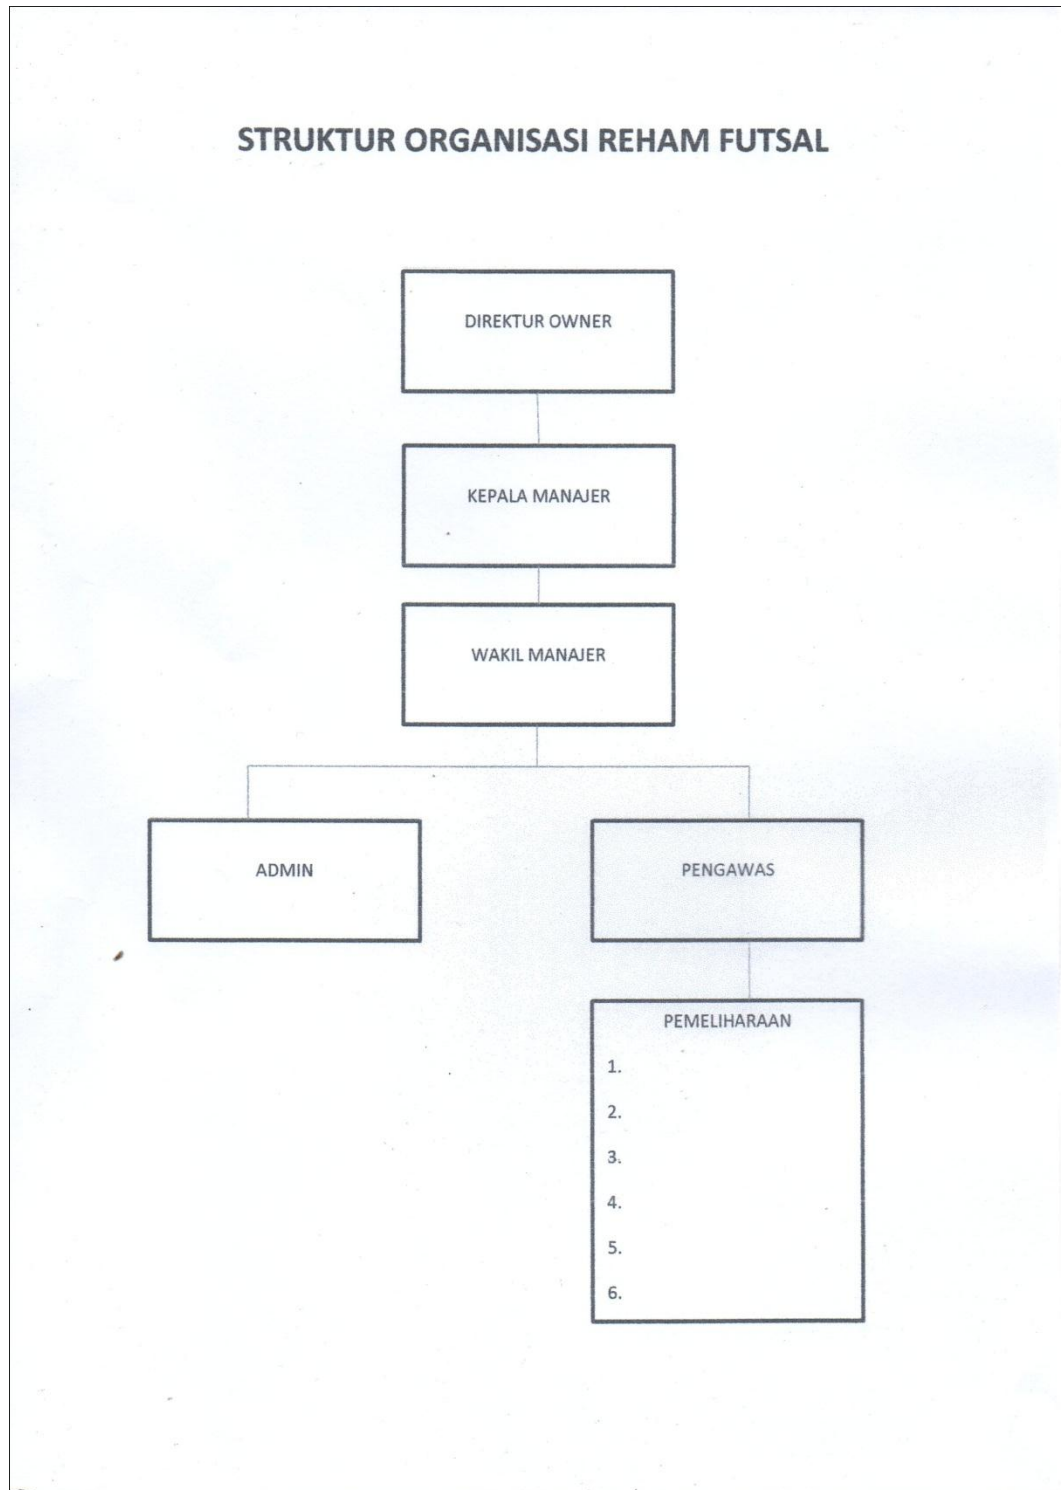 STRUKTUR ORGANISASI REHAM FUTSAL
DIREKTUR OWNER
KEPALA MANAJER
WAKIL MANAJER
ADMIN
PENGAWAS
PEMELIHARAAN
1.
2.
3.
4.
5.
6.